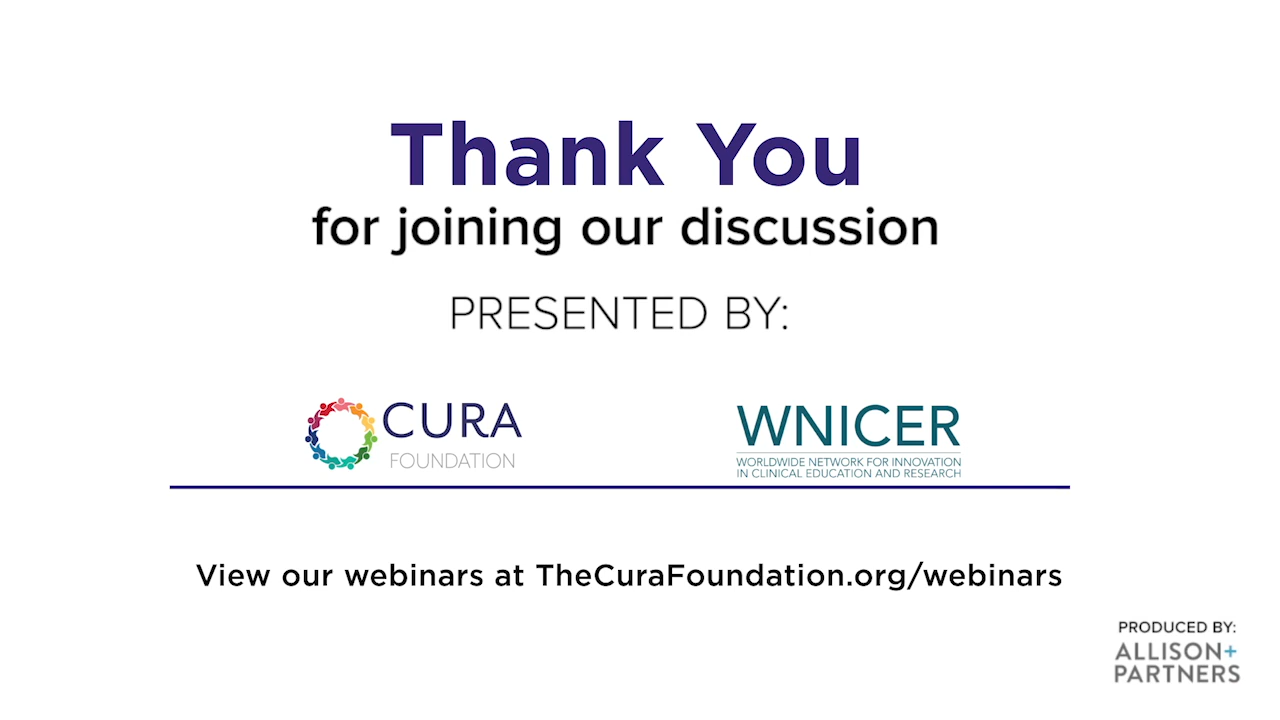 Thank You
for joining our discussion
PRESENTED BY:
CURA
FOUNDATION
WNICER
WORLDWIDE NETWORK FOR INNOVATION
IN CLINICAL EDUCATION AND RESEARCH
View our webinars at TheCuraFoundation.org/webinars
PRODUCED BY:
ALLISON+
PARTNERS